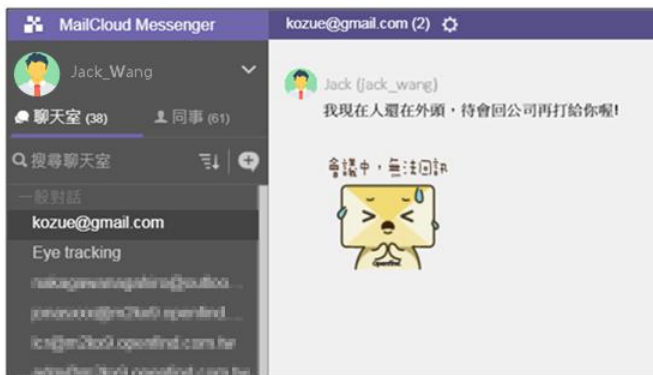 MailCloud Messenger
kozue@gmail.com (2)
Jack_Wang
聊天室 (38)
同事 (61)
搜尋聊天室
一般對話
kozue@gmail.com
Eye tracking
Jack (jack_wang)
我現在人還在外頭，待會回公司再打給你喔!
會議中，無法回訊
openfind